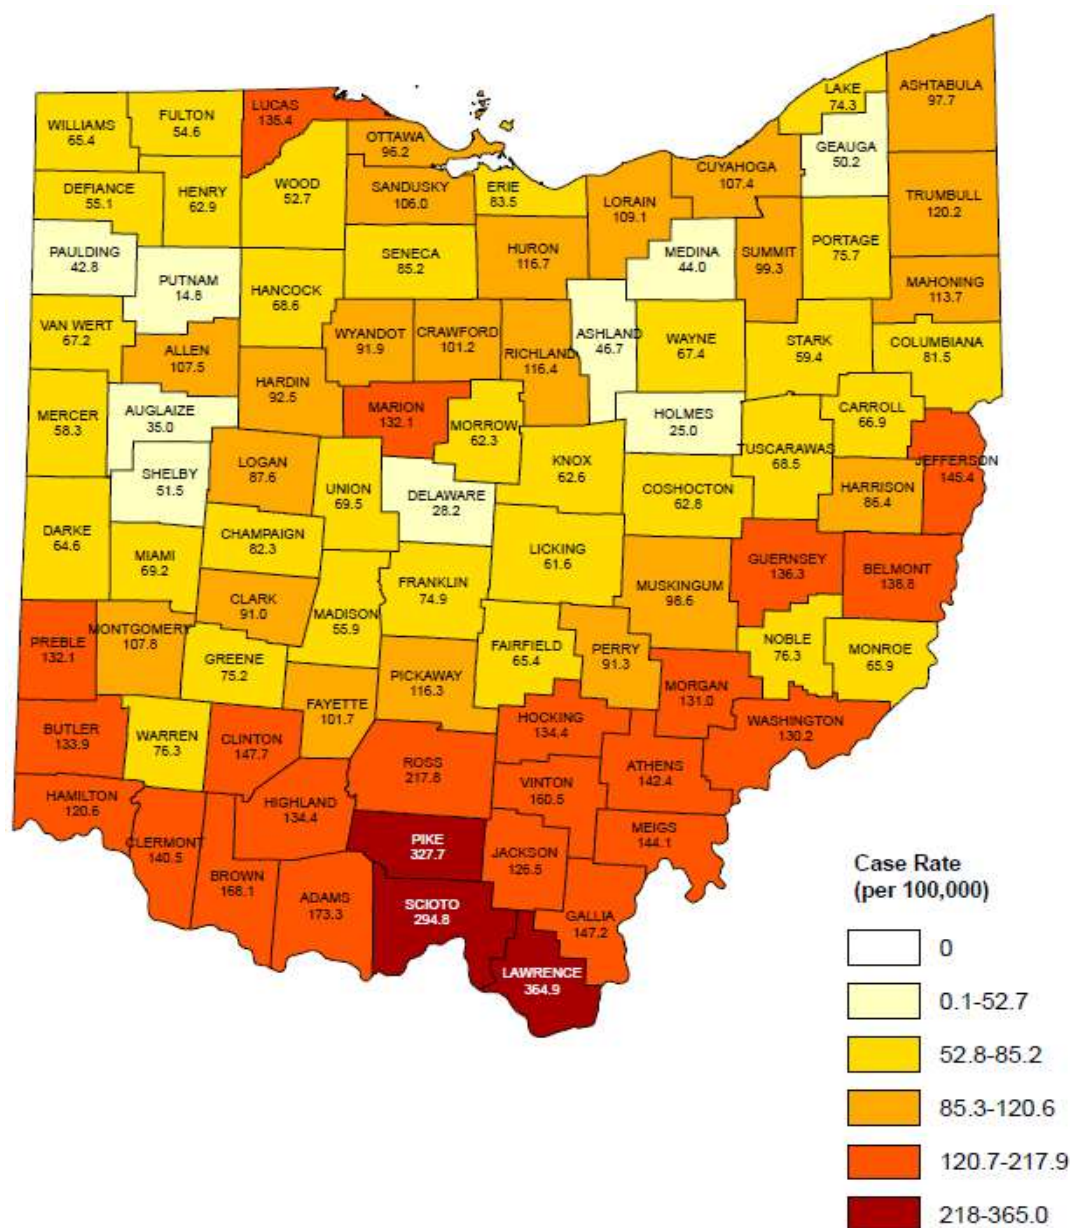 LAKE
74.3
ASHTABULA
97.7
WILLIAMS
65.4
FULTON
54.6
LUCAS
135.4
OTTAWA
96.2
GEAUGA
50.2
CUYAHOGA
107.4
DEFIANCE
55.1
HENRY
62.9
WOOD
52.7
SANDUSKY
106.0
ERIE
83.5
LORAIN
109.1
TRUMBULL
120.2
PAULDING
42.8
PUTNAM
14.8
HANCOCK
68.6
SENECA
85.2
HURON
116.7
MEDINA
44.0
SUMMIT
99.3
PORTAGE
75.7
MAHONING
113.7
VAN WERT
67.2
ALLEN
107.5
WYANDOT
91.9
CRAWFORD
101.2
RICHLAND
116.4
ASHLAND
46.7
WAYNE
67.4
STARK
59.4
COLUMBIANA
81.5
MERCER
58.3
AUGLAIZE
35.0
HARDIN
92.5
MARION
132.1
MORROW
62.3
HOLMES
25.0
CARROLL
66.9
TUSCARAWAS
68.5
JEFFERSON
145.4
SHELBY
51.5
LOGAN
87.6
UNION
69.5
DELAWARE
28.2
KNOX
62.6
COSHOCTON
62.8
HARRISON
86.4
DARKE
64.6
MIAMI
69.2
CHAMPAIGN
82.3
LICKING
61.6
GUERNSEY
136.3
BELMONT
138.8
CLARK
91.0
MADISON
55.9
FRANKLIN
74.9
MUSKINGUM
98.6
PREBLE
132.1
MONTGOMERY
107.8
GREENE
75.2
FAIRFIELD
65.4
PERRY
91.3
NOBLE
76.3
MONROE
65.9
PICKAWAY
116.3
FAYETTE
101.7
MORGAN
131.0
BUTLER
133.9
WARREN
76.3
CLINTON
147.7
HOCKING
134.4
WASHINGTON
130.2
ROSS
217.8
VINTON
160.5
ATHENS
142.4
HAMILTON
120.6
HIGHLAND
134.4
MEIGS
144.1
CLERMONT
140.5
PIKE
327.7
JACKSON
126.5
BROWN
168.1
ADAMS
173.3
SCIOTO
294.8
GALLIA
147.2
LAWRENCE
364.9
Case Rate
(per 100,000)
0
0.1-52.7
52.8-85.2
85.3-120.6
120.7-217.9
218-365.0